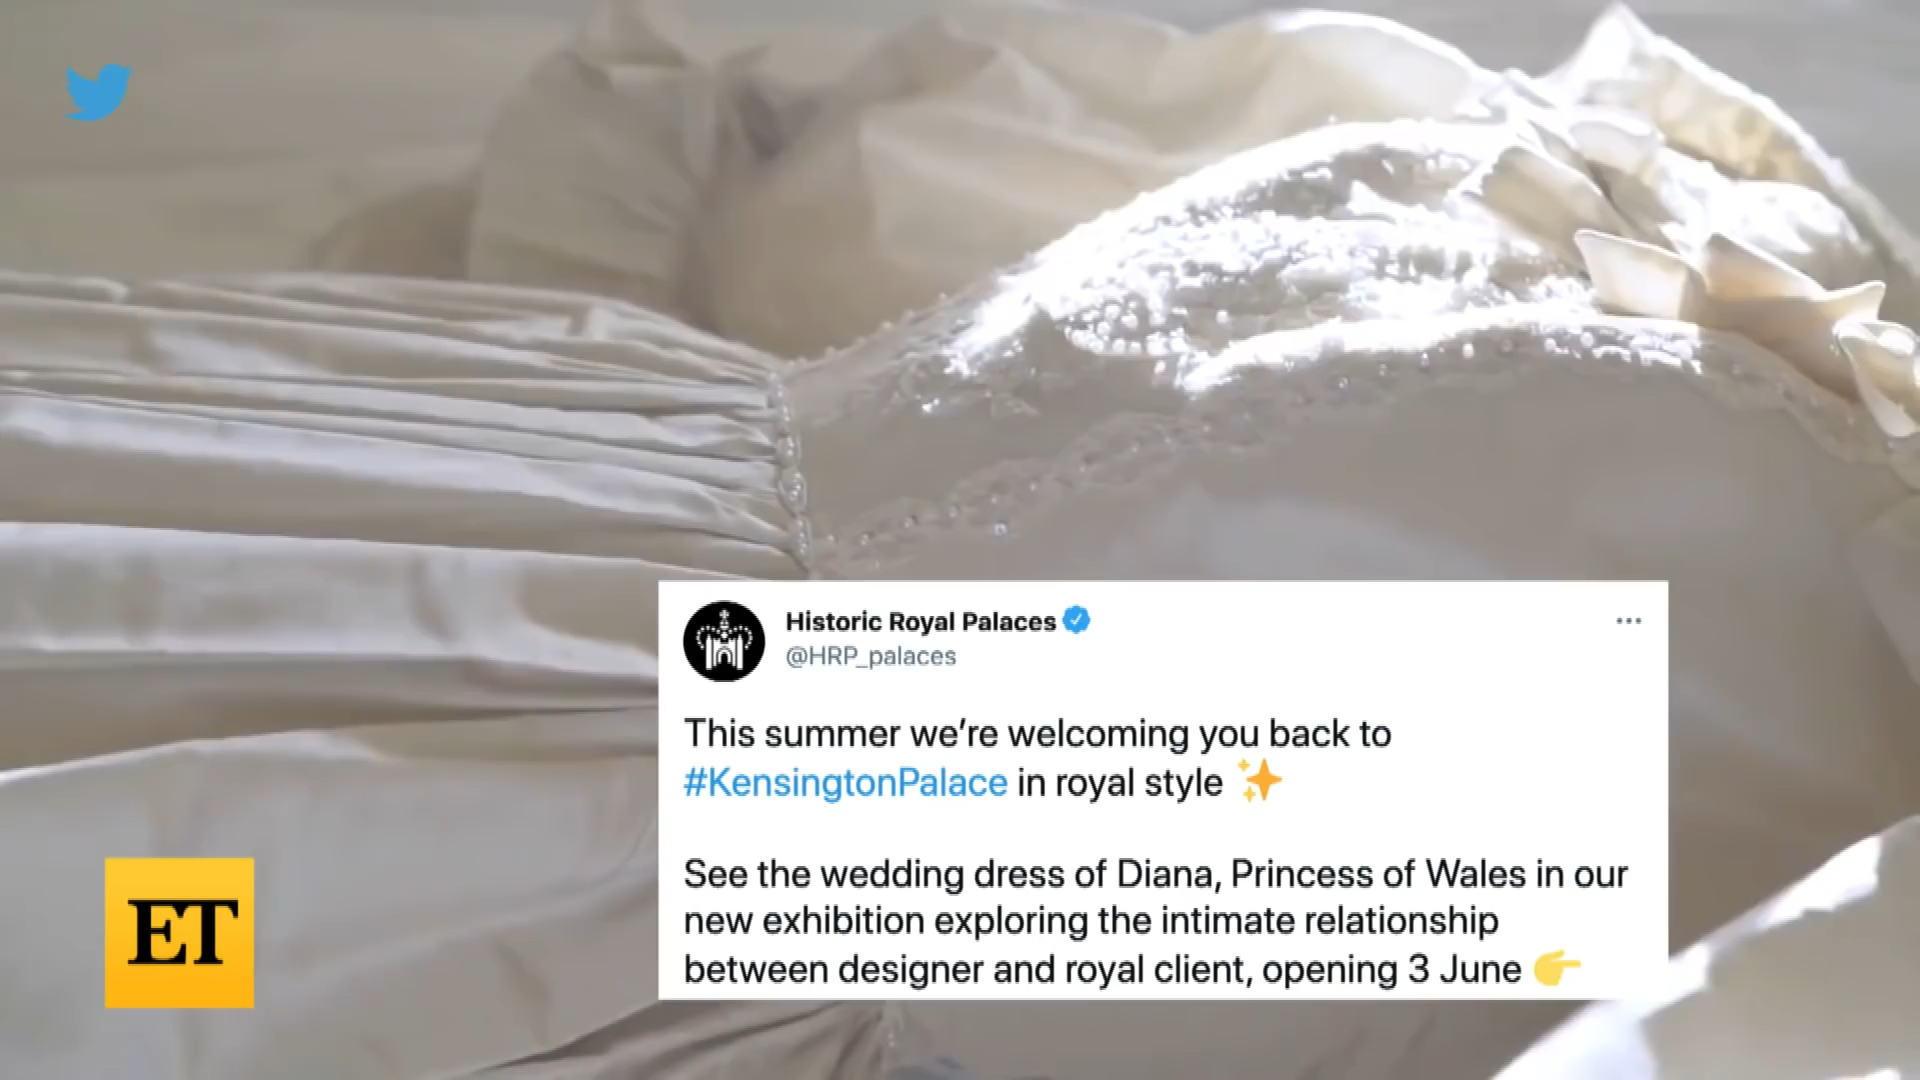 Historic Royal Palaces
@HRP_palaces
This summer we're welcoming you back to
#KensingtonPalace in royal style ✨
See the wedding dress of Diana, Princess of Wales in our
new exhibition exploring the intimate relationship
between designer and royal client, opening 3 June 👉
ET